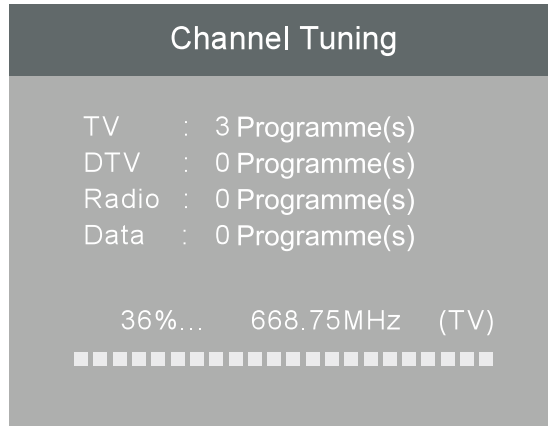 Channel Tuning
TV : 3 Programme(s)
DTV : 0 Programme(s)
Radio : 0 Programme(s)
Data : 0 Programme(s)
36%... 668.75MHz (TV)